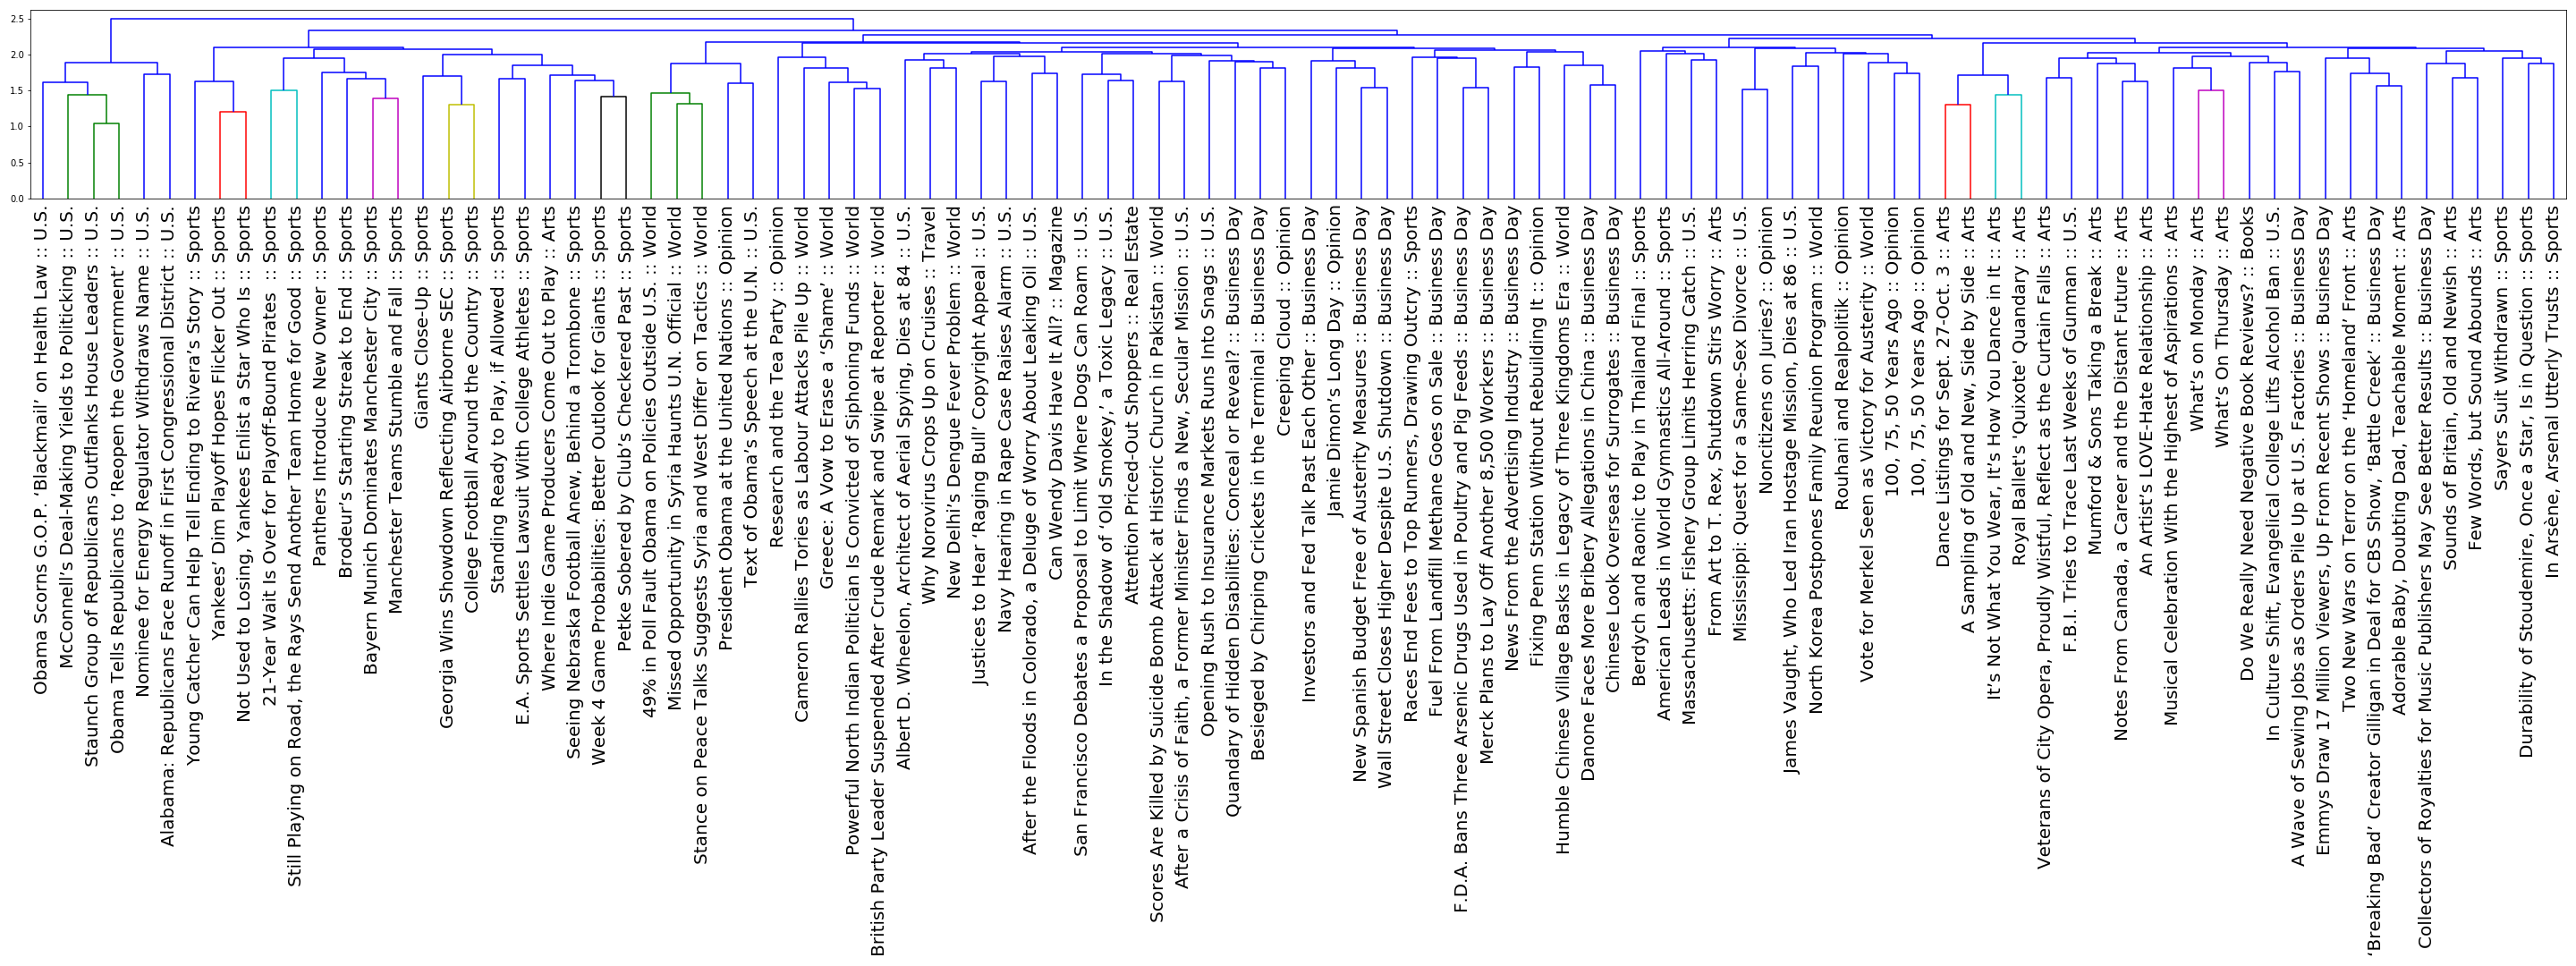 2.5
2.0
1.5
1.0
0.5
0.0
Obama Scorns G.O.P. ‘Blackmail’ on Health Law :: U.S.
McConnell’s Deal-Making Yields to Politicking :: U.S.
Staunch Group of Republicans Outflanks House Leaders :: U.S.
Obama Tells Republicans to ‘Reopen the Government’ :: U.S.
Nominee for Energy Regulator Withdraws Name :: U.S.
Alabama: Republicans Face Runoff in First Congressional District :: U.S.
Young Catcher Can Help Tell Ending to Rivera’s Story :: Sports
Yankees’ Dim Playoff Hopes Flicker Out :: Sports
Not Used to Losing, Yankees Enlist a Star Who Is :: Sports
21-Year Wait Is Over for Playoff-Bound Pirates :: Sports
Still Playing on Road, the Rays Send Another Team Home for Good :: Sports
Panthers Introduce New Owner :: Sports
Brodeur’s Starting Streak to End :: Sports
Bayern Munich Dominates Manchester City :: Sports
Manchester Teams Stumble and Fall :: Sports
Giants Close-Up :: Sports
Georgia Wins Showdown Reflecting Airborne SEC :: Sports
College Football Around the Country :: Sports
Standing Ready to Play, if Allowed :: Sports
E.A. Sports Settles Lawsuit With College Athletes :: Sports
Where Indie Game Producers Come Out to Play :: Arts
Seeing Nebraska Football Anew, Behind a Trombone :: Sports
Week 4 Game Probabilities: Better Outlook for Giants :: Sports
Petke Sobered by Club’s Checkered Past :: Sports
49% in Poll Fault Obama on Policies Outside U.S. :: World
Missed Opportunity in Syria Haunts U.N. Official :: World
Stance on Peace Talks Suggests Syria and West Differ on Tactics :: World
President Obama at the United Nations :: Opinion
Text of Obama’s Speech at the U.N. :: U.S.
Research and the Tea Party :: Opinion
Cameron Rallies Tories as Labour Attacks Pile Up :: World
Greece: A Vow to Erase a ‘Shame’ :: World
Powerful North Indian Politician Is Convicted of Siphoning Funds :: World
British Party Leader Suspended After Crude Remark and Swipe at Reporter :: World
Albert D. Wheelon, Architect of Aerial Spying, Dies at 84 :: U.S.
Why Norovirus Crops Up on Cruises :: Travel
New Delhi’s Dengue Fever Problem :: World
Justices to Hear ‘Raging Bull’ Copyright Appeal :: U.S.
Navy Hearing in Rape Case Raises Alarm :: U.S.
After the Floods in Colorado, a Deluge of Worry About Leaking Oil :: U.S.
Can Wendy Davis Have It All? :: Magazine
San Francisco Debates a Proposal to Limit Where Dogs Can Roam :: U.S.
In the Shadow of ‘Old Smokey,’ a Toxic Legacy :: U.S.
Attention Priced-Out Shoppers :: Real Estate
Scores Are Killed by Suicide Bomb Attack at Historic Church in Pakistan :: World
After a Crisis of Faith, a Former Minister Finds a New, Secular Mission :: U.S.
Opening Rush to Insurance Markets Runs Into Snags :: U.S.
Quandary of Hidden Disabilities: Conceal or Reveal? :: Business Day
Besieged by Chirping Crickets in the Terminal :: Business Day
Creeping Cloud :: Opinion
Investors and Fed Talk Past Each Other :: Business Day
Jamie Dimon’s Long Day :: Opinion
New Spanish Budget Free of Austerity Measures :: Business Day
Wall Street Closes Higher Despite U.S. Shutdown :: Business Day
Races End Fees to Top Runners, Drawing Outcry :: Sports
Fuel From Landfill Methane Goes on Sale :: Business Day
F.D.A. Bans Three Arsenic Drugs Used in Poultry and Pig Feeds :: Business Day
Merck Plans to Lay Off Another 8,500 Workers :: Business Day
News From the Advertising Industry :: Business Day
Fixing Penn Station Without Rebuilding It :: Opinion
Humble Chinese Village Basks in Legacy of Three Kingdoms Era :: World
Danone Faces More Bribery Allegations in China :: Business Day
Chinese Look Overseas for Surrogates :: Business Day
Berdych and Raonic to Play in Thailand Final :: Sports
American Leads in World Gymnastics All-Around :: Sports
Massachusetts: Fishery Group Limits Herring Catch :: U.S.
From Art to T. Rex, Shutdown Stirs Worry :: Arts
Mississippi: Quest for a Same-Sex Divorce :: U.S.
Noncitizens on Juries? :: Opinion
James Vaught, Who Led Iran Hostage Mission, Dies at 86 :: U.S.
North Korea Postpones Family Reunion Program :: World
Rouhani and Realpolitik :: Opinion
Vote for Merkel Seen as Victory for Austerity :: World
100, 75, 50 Years Ago :: Opinion
100, 75, 50 Years Ago :: Opinion
Dance Listings for Sept. 27-Oct. 3 :: Arts
A Sampling of Old and New, Side by Side :: Arts
It’s Not What You Wear, It’s How You Dance in It :: Arts
Royal Ballet's 'Quixote' Quandary :: Arts
Veterans of City Opera, Proudly Wistful, Reflect as the Curtain Falls :: Arts
F.B.I. Tries to Trace Last Weeks of Gunman :: U.S.
Mumford & Sons Taking a Break :: Arts
Notes From Canada, a Career and the Distant Future :: Arts
An Artist’s LOVE-Hate Relationship :: Arts
Musical Celebration With the Highest of Aspirations :: Arts
What’s on Monday :: Arts
What’s On Thursday :: Arts
Do We Really Need Negative Book Reviews? :: Books
In Culture Shift, Evangelical College Lifts Alcohol Ban :: U.S.
A Wave of Sewing Jobs as Orders Pile Up at U.S. Factories :: Business Day
Emmys Draw 17 Million Viewers, Up From Recent Shows :: Business Day
Two New Wars on Terror on the ‘Homeland’ Front :: Arts
‘Breaking Bad’ Creator Gilligan in Deal for CBS Show, ‘Battle Creek’ :: Business Day
Adorable Baby, Doubting Dad, Teachable Moment :: Arts
Collectors of Royalties for Music Publishers May See Better Results :: Business Day
Sounds of Britain, Old and Newish :: Arts
Few Words, but Sound Abounds :: Arts
Sayers Suit Withdrawn :: Sports
Durability of Stoudemire, Once a Star, Is in Question :: Sports
In Arsène, Arsenal Utterly Trusts :: Sports